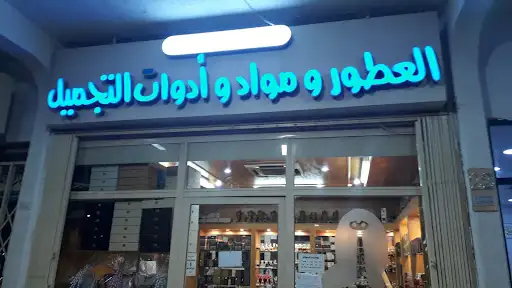 العطور و مواد و أدوات التجميل